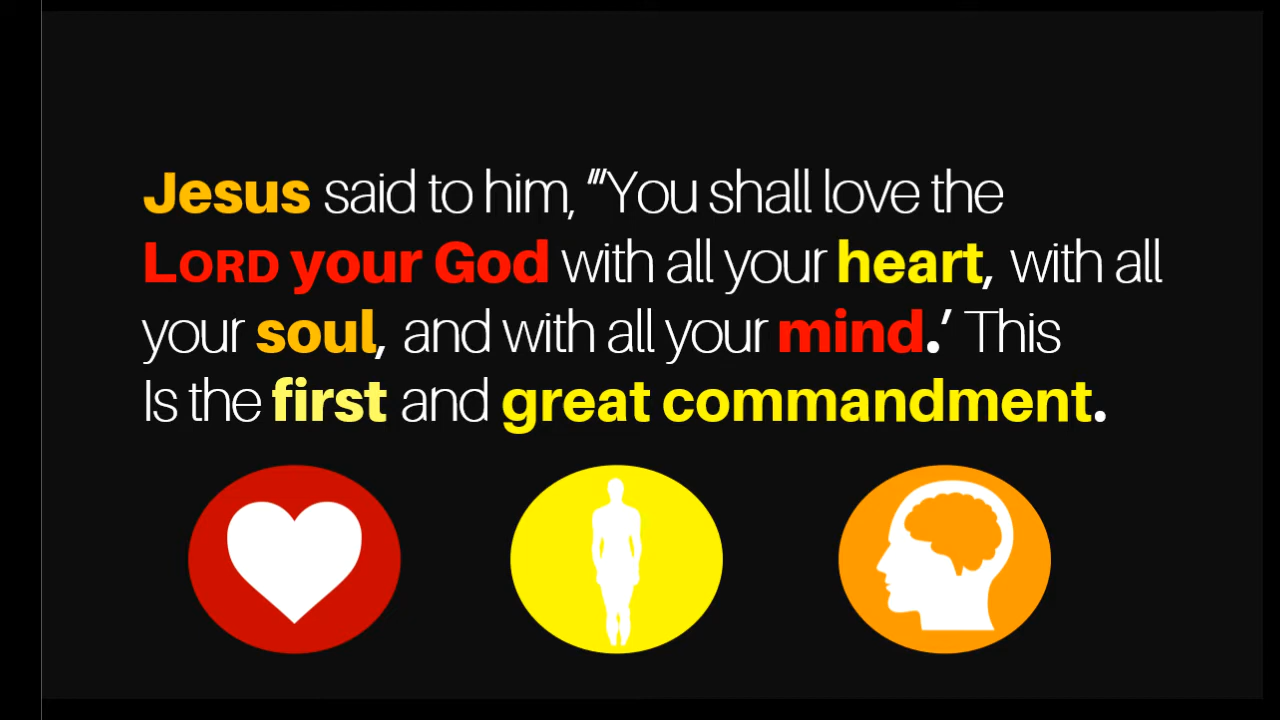 Jesus said to him, "'You shall love the
LORD your God with all your heart, with all
your soul, and with all your mind.’ This
Is the first and great commandment.